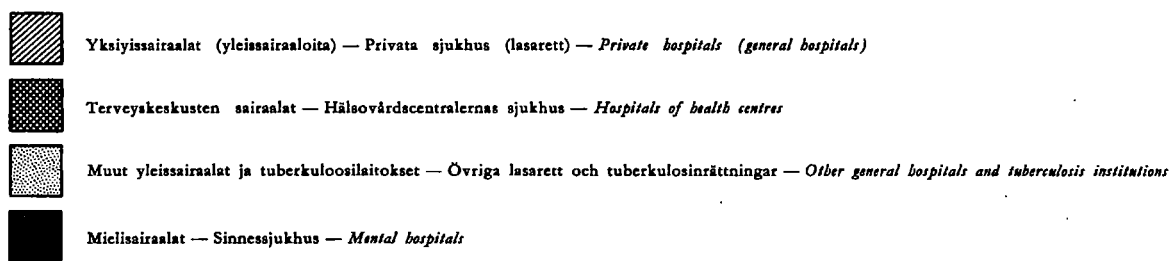 Yksiyissairaalat (yleissairaaloita) — Privata sjukhus (lasarett) — Private hospitals (general hospitals)
Terveyskeskusten sairaalat — Hälsovårdscentralernas sjukhus — Hospitals of health centres
Muut yleissairaalat ja tuberkuloosilaitokset — Övriga lasarett och tuberkulosinrättningar — Other general hospitals and tuberculosis institutions
Mielisairaalat — Sinnessjukhus — Mental hospitals